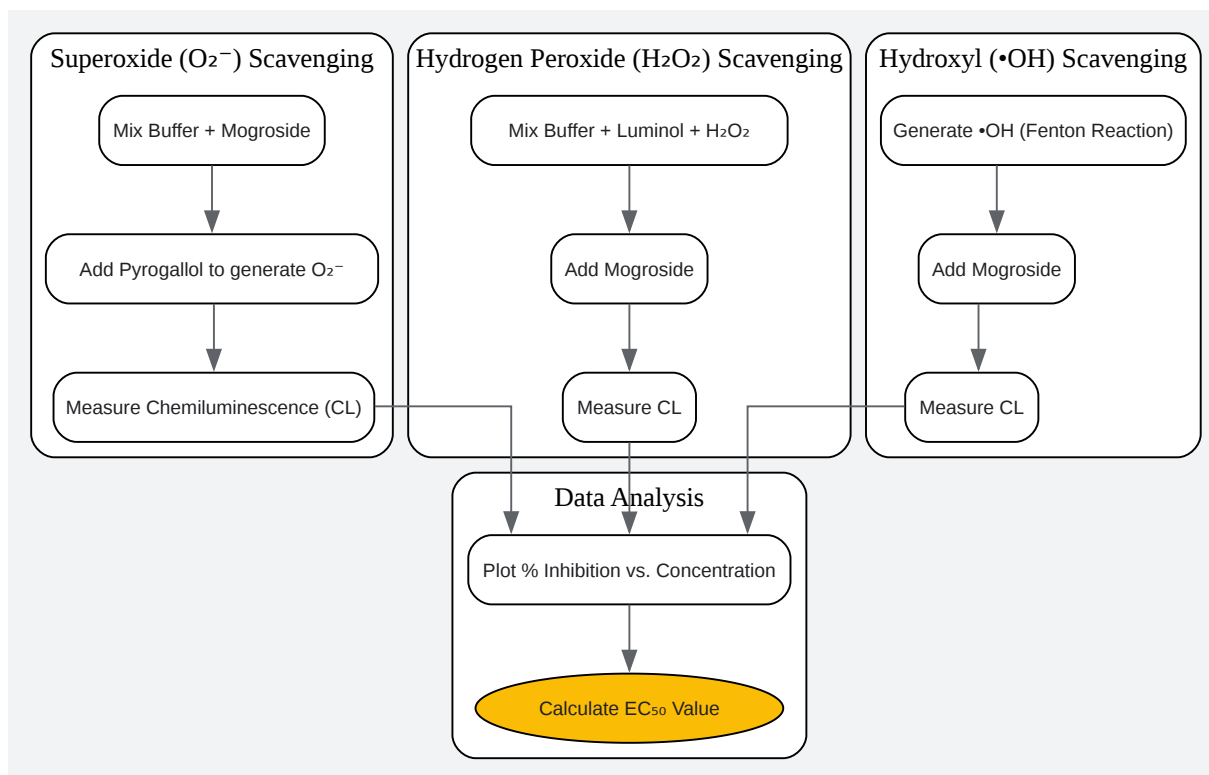 Superoxide (O₂⁻) Scavenging
Mix Buffer + Mogroside
Add Pyrogallol to generate O₂⁻
Measure Chemiluminescence (CL)
Hydrogen Peroxide (H₂O₂) Scavenging
Mix Buffer + Luminol + H₂O₂
Add Mogroside
Measure CL
Hydroxyl (•OH) Scavenging
Generate •OH (Fenton Reaction)
Add Mogroside
Measure CL
Data Analysis
Plot % Inhibition vs. Concentration
Calculate EC₅₀ Value